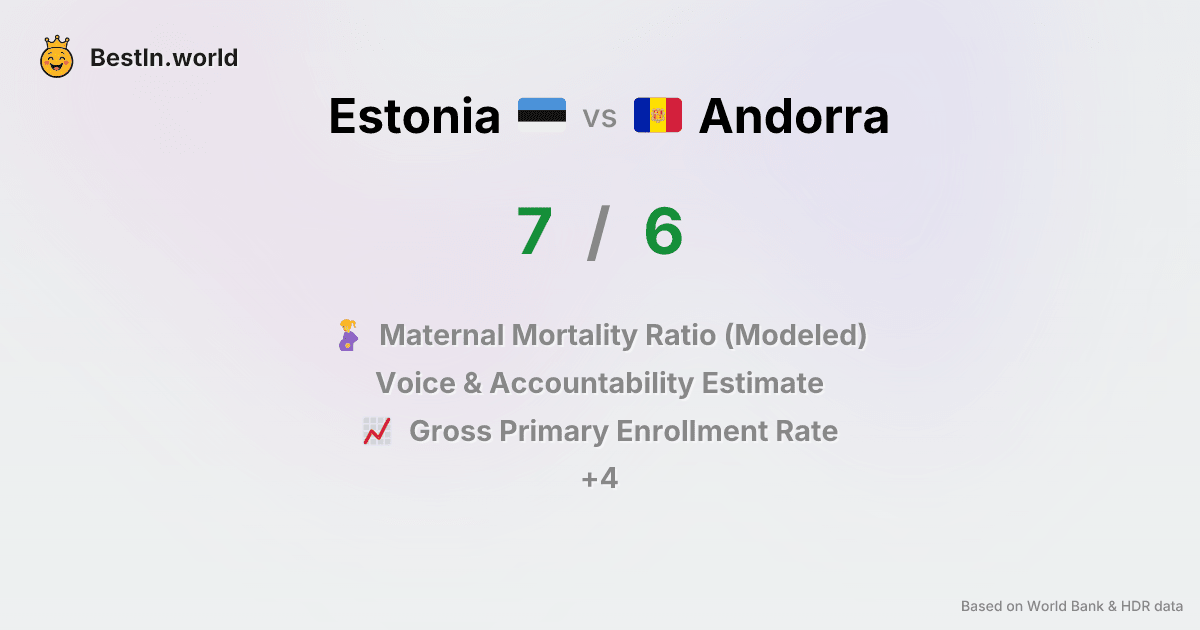 BestIn.world
Estonia vs Andorra
7 / 6
Maternal Mortality Ratio (Modeled)
Voice & Accountability Estimate
Gross Primary Enrollment Rate
+4
Based on World Bank & HDR data